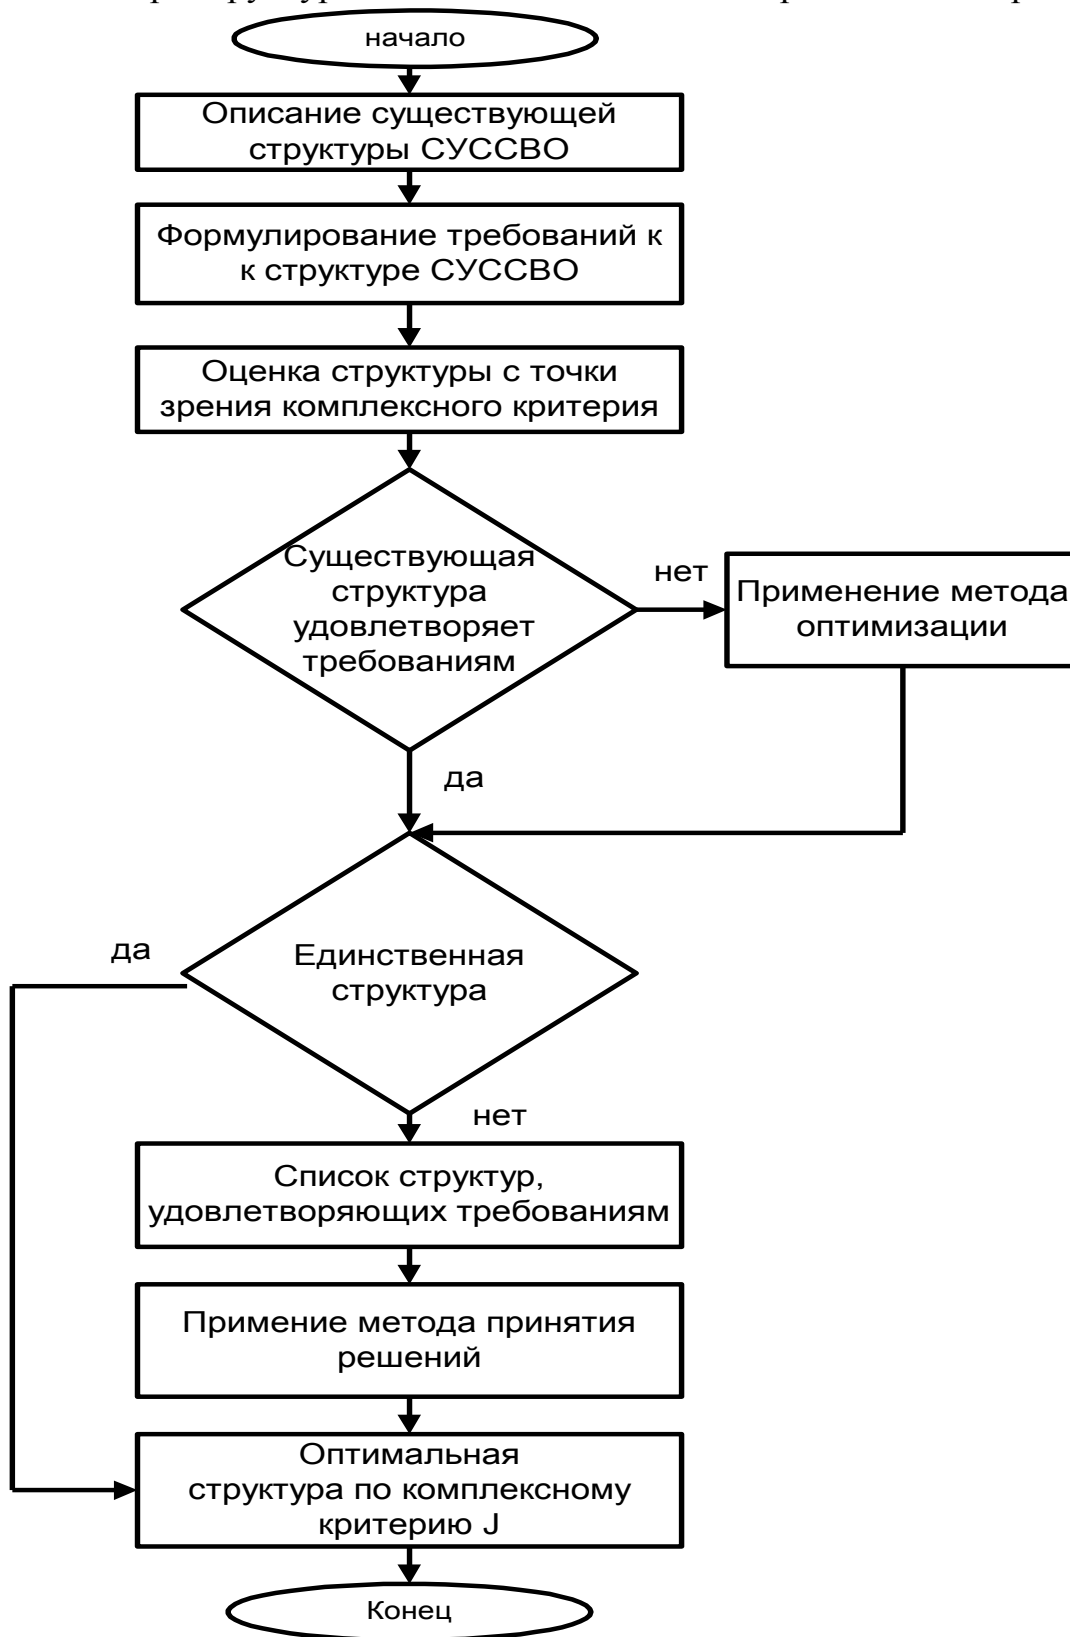 начало
Описание существующей
структуры СУССВО
Формулирование требований к
к структуре СУССВО
Оценка структуры с точки
зрения комплексного критерия
Существующая
структура
удовлетворяет
требованиям
нет
Применение метода
оптимизации
да
да
Единственная
структура
нет
Список структур,
удовлетворяющих требованиям
Примение метода принятия
решений
Оптимальная
структура по комплексному
критерию J
Конец